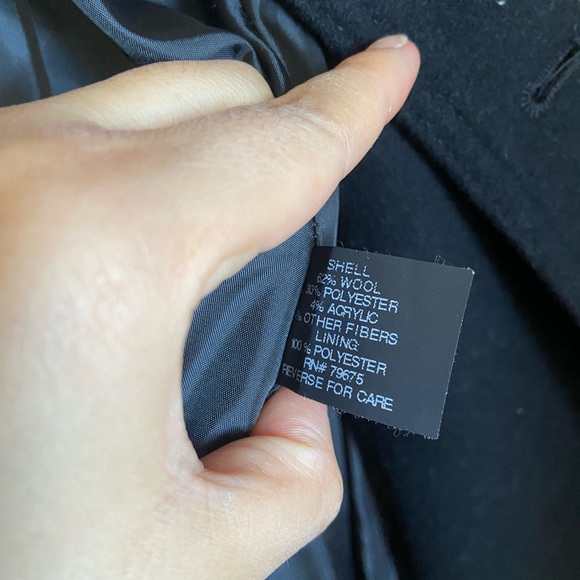 SHELL
62% WOOL
30% POLYESTER
4% ACRYLIC
% OTHER FIBERS
LINING:
100 % POLYESTER
RN# 79675
REVERSE FOR CARE